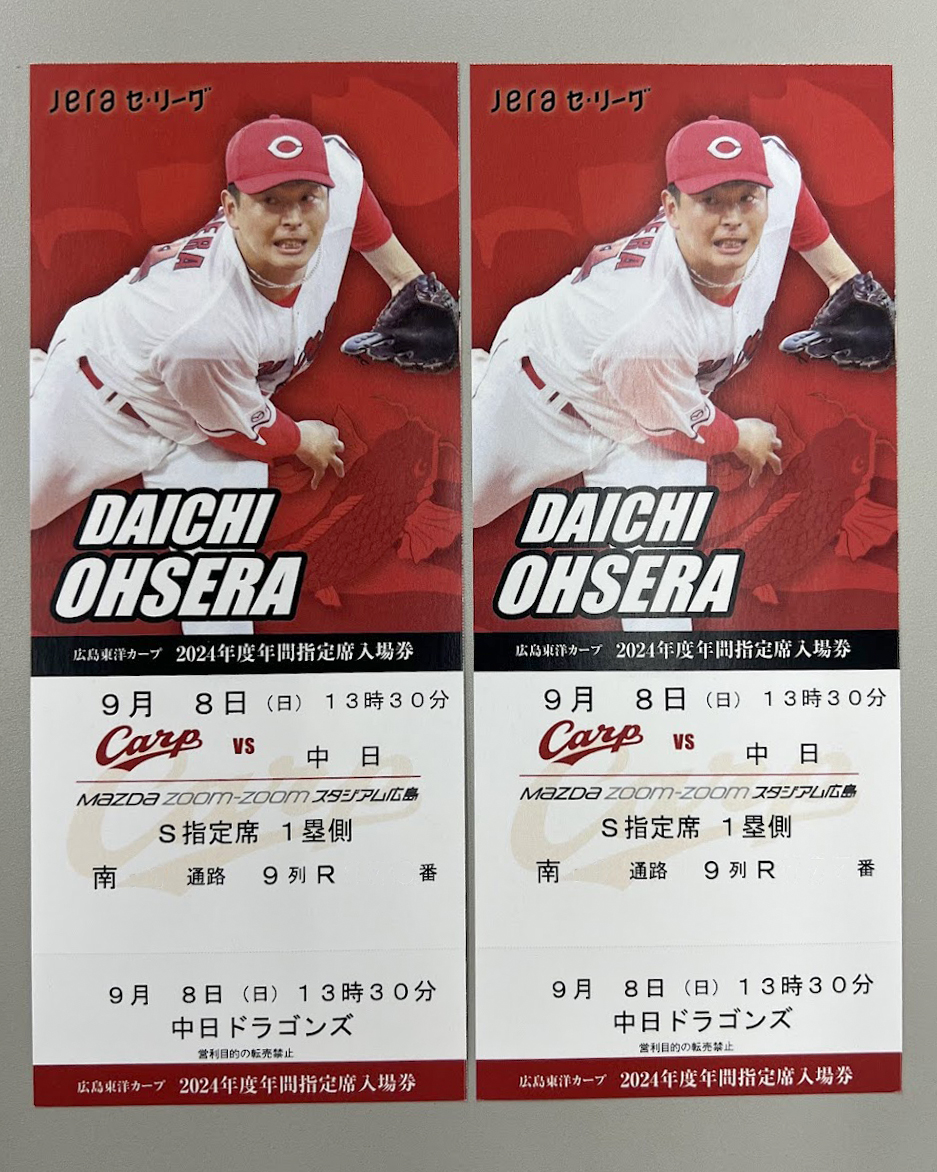 Jera セ・リーグ
DAICHI
OHSERA
広島東洋カープ 2024年度年間指定席入場券
9月 8日 (日) 13時30分
Carp vs 中 日
mazDa zoom-zoom スタジアム広島
S指定席 1塁側
南 通路 9列R 番
9月 8日 (日) 13時30分
中日ドラゴンズ
営利目的の転売禁止
広島東洋カープ 2024年度年間指定席入場券
Jera セ・リーグ
DAICHI
OHSERA
広島東洋カープ 2024年度年間指定席入場券
9月 8日 (日) 13時30分
Carp vs 中 日
mazDa zoom-zoom スタジアム広島
S指定席 1塁側
南 通路 9列R 番
9月 8日 (日) 13時30分
中日ドラゴンズ
営利目的の転売禁止
広島東洋カープ 2024年度年間指定席入場券